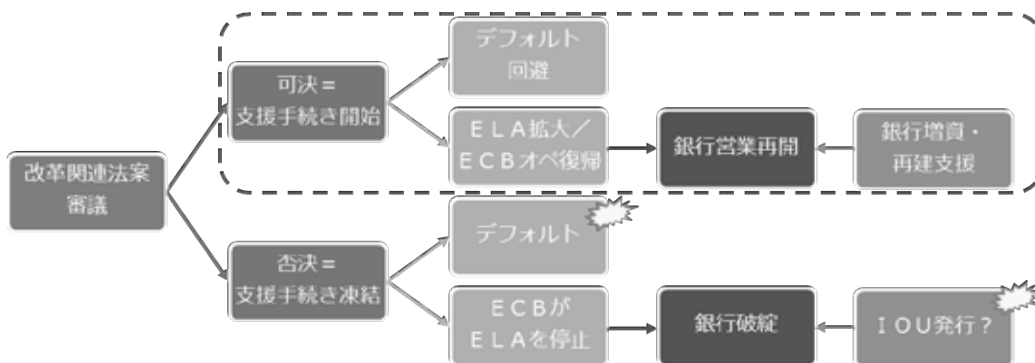 改革関連法案
審議
可決＝
支援手続き開始
デフォルト
回避
ＥＬＡ拡大／
ＥＣＢオペ復帰
銀行営業再開
銀行増資・
再建支援
否決＝
支援手続き凍結
デフォルト
ＥＣＢが
ＥＬＡを停止
銀行破綻
ＩＯＵ発行？